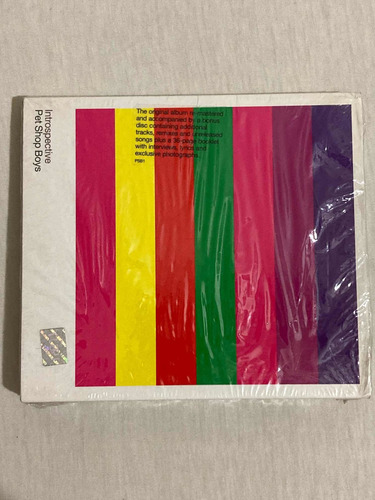 Introspective
Pet Shop Boys
The original album re-mastered
and accompanied by a bonus
disc containing additional
tracks, remixes and unreleased
songs plus a 36-page booklet
with interviews, lyrics and
exclusive photographs.
PSB1